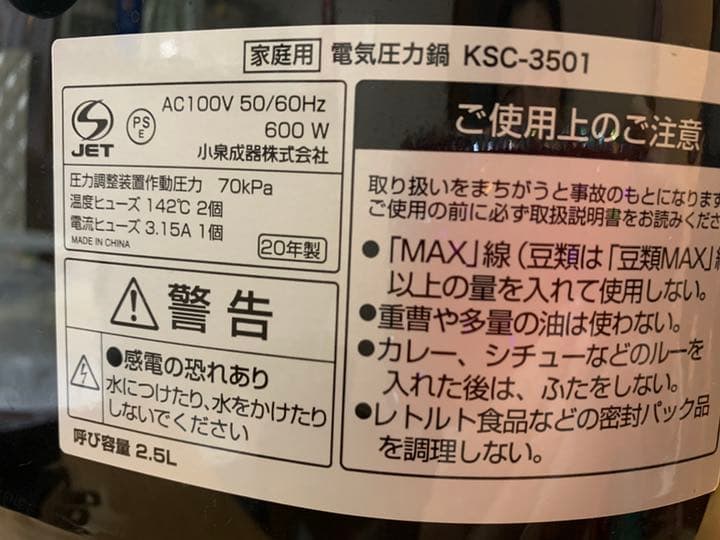 家庭用 電気圧力鍋 KSC-3501
JET
PS
E
AC100V 50/60Hz
600 W
小泉成器株式会社
圧力調整装置作動圧力 70kPa
温度ヒューズ 142℃ 2個
電流ヒューズ 3.15A 1個
MADE IN CHINA
20年製
警告
●感電の恐れあり
水につけたり、水をかけたり
しないでください
呼び容量 2.5L
ご使用上のご注意
取り扱いをまちがうと事故のもとになります
ご使用の前に必ず取扱説明書をお読みくださ
●「MAX」線(豆類は「豆類MAX」線
以上の量を入れて使用しない。
●重曹や多量の油は使わない。
●カレー、シチューなどのルーを
入れた後は、ふたをしない。
●レトルト食品などの密封パック品
を調理しない。